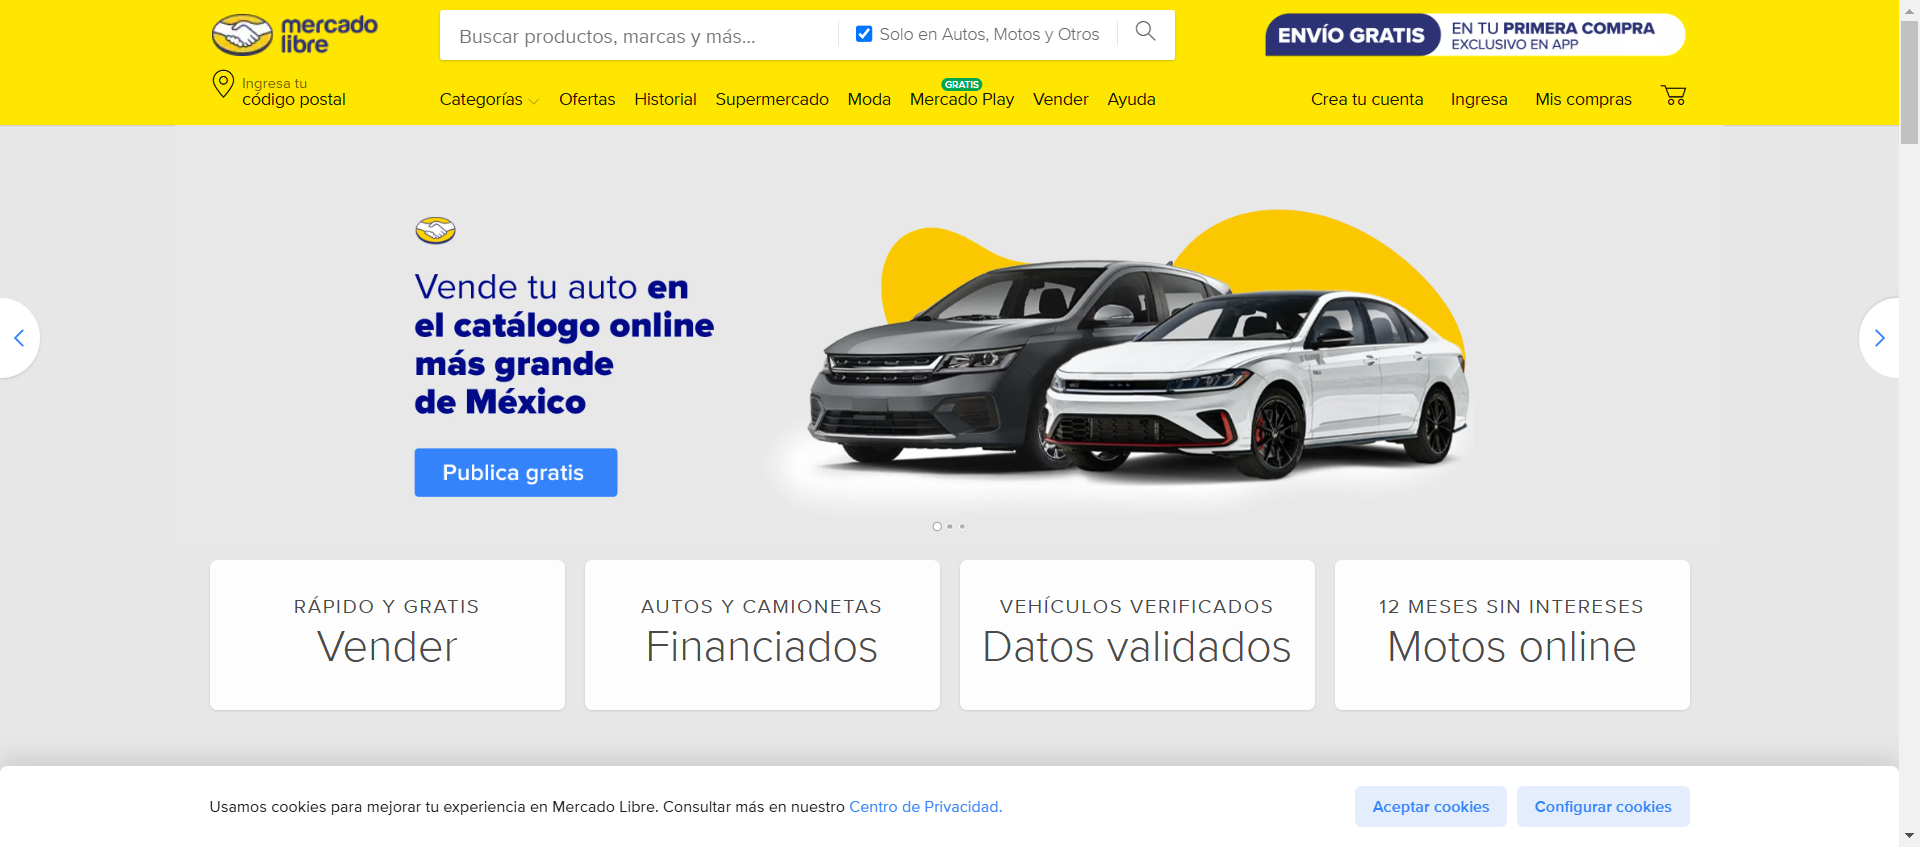 mercado
libre
Buscar productos, marcas y más...
Solo en Autos, Motos y Otros
ENVÍO GRATIS
EN TU PRIMERA COMPRA
EXCLUSIVO EN APP
Ingresa tu
código postal
Categorías
Ofertas
Historial
Supermercado
Moda
GRATIS
Mercado Play
Vender
Ayuda
Crea tu cuenta
Ingresa
Mis compras
Vende tu auto en
el catálogo online
más grande
de México
Publica gratis
RÁPIDO Y GRATIS
Vender
AUTOS Y CAMIONETAS
Financiados
VEHÍCULOS VERIFICADOS
Datos validados
12 MESES SIN INTERESES
Motos online
Usamos cookies para mejorar tu experiencia en Mercado Libre. Consultar más en nuestro Centro de Privacidad.
Aceptar cookies
Configurar cookies